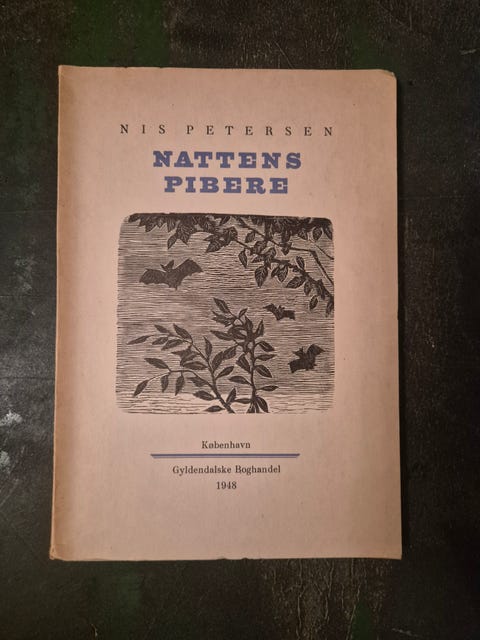 NIS PETERSEN
NATTENS
PIBERE
København
Gyldendalske Boghandel
1948